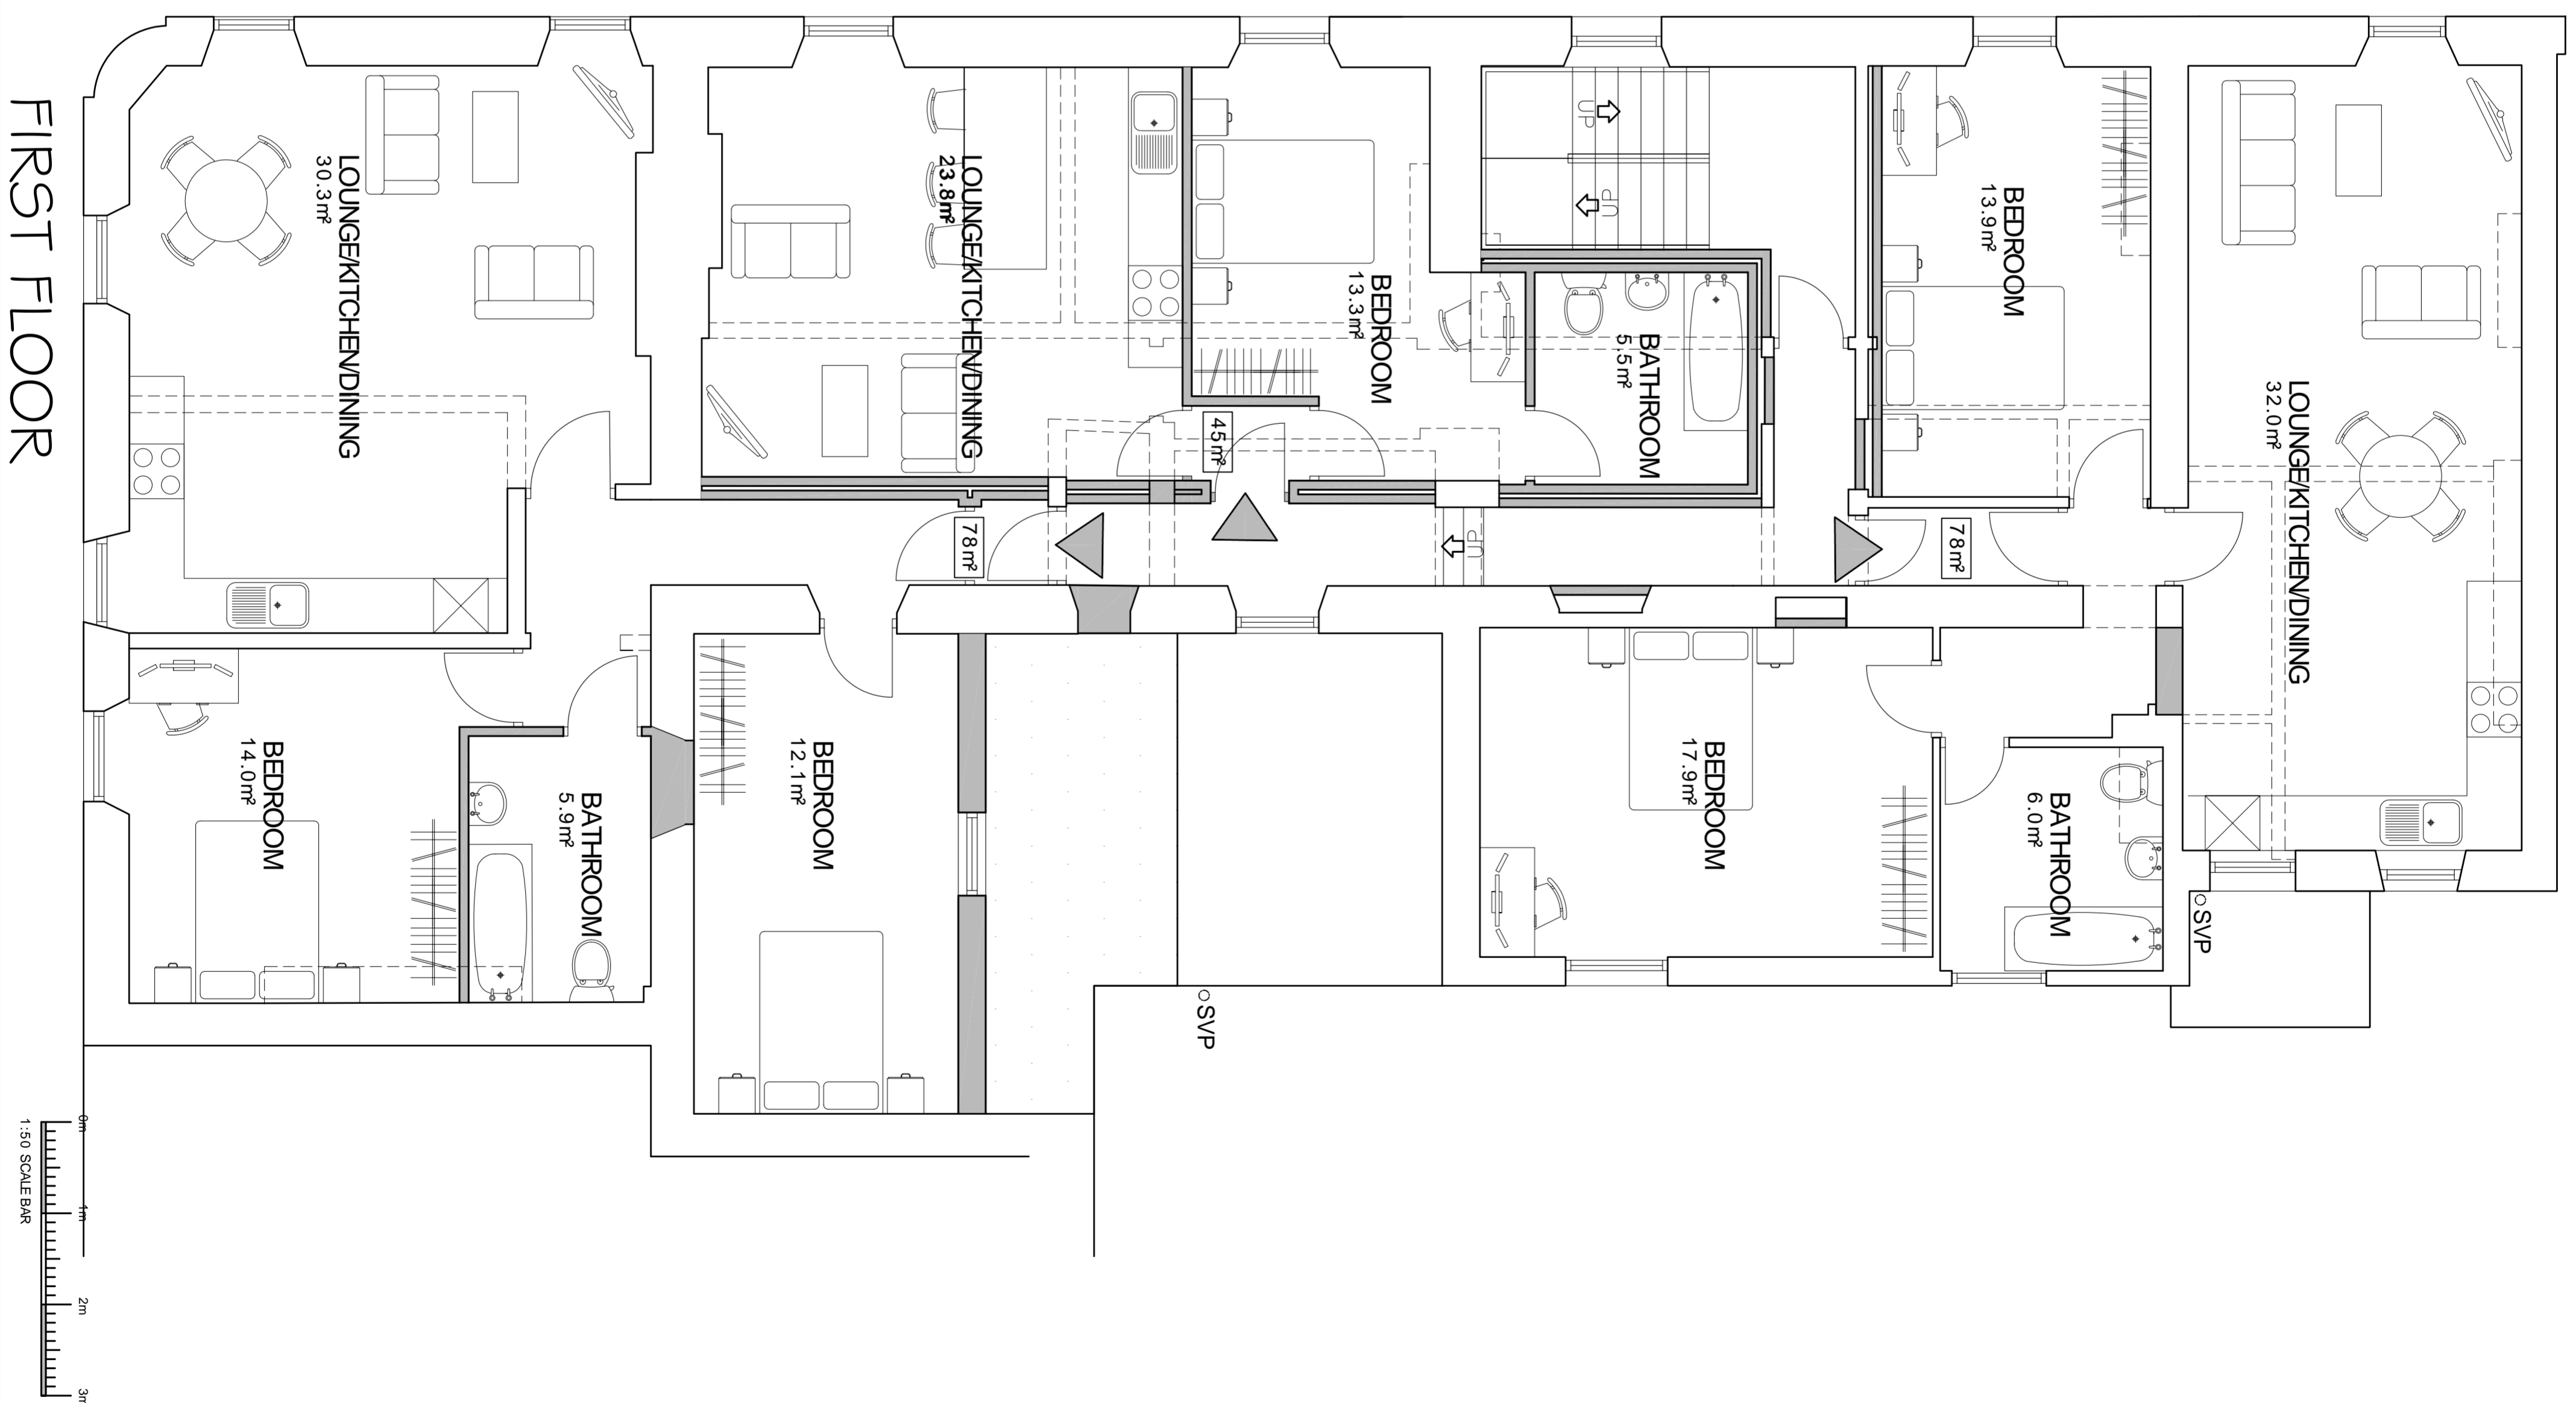 FIRST FLOOR
LOUNGE/KITCHEN/DINING
30.3m²
LOUNGE/KITCHEN/DINING
23.8m²
BEDROOM
13.3m²
BATHROOM
5.5m²
UP
UP
BEDROOM
13.9m²
LOUNGE/KITCHEN/DINING
32.0m²
45m²
78m²
UP
78m²
BEDROOM
14.0m²
BATHROOM
5.9m²
BEDROOM
12.1m²
BEDROOM
17.9m²
BATHROOM
6.0m²
SVP
SVP
0m
1m
2m
3m
1:50 SCALE BAR